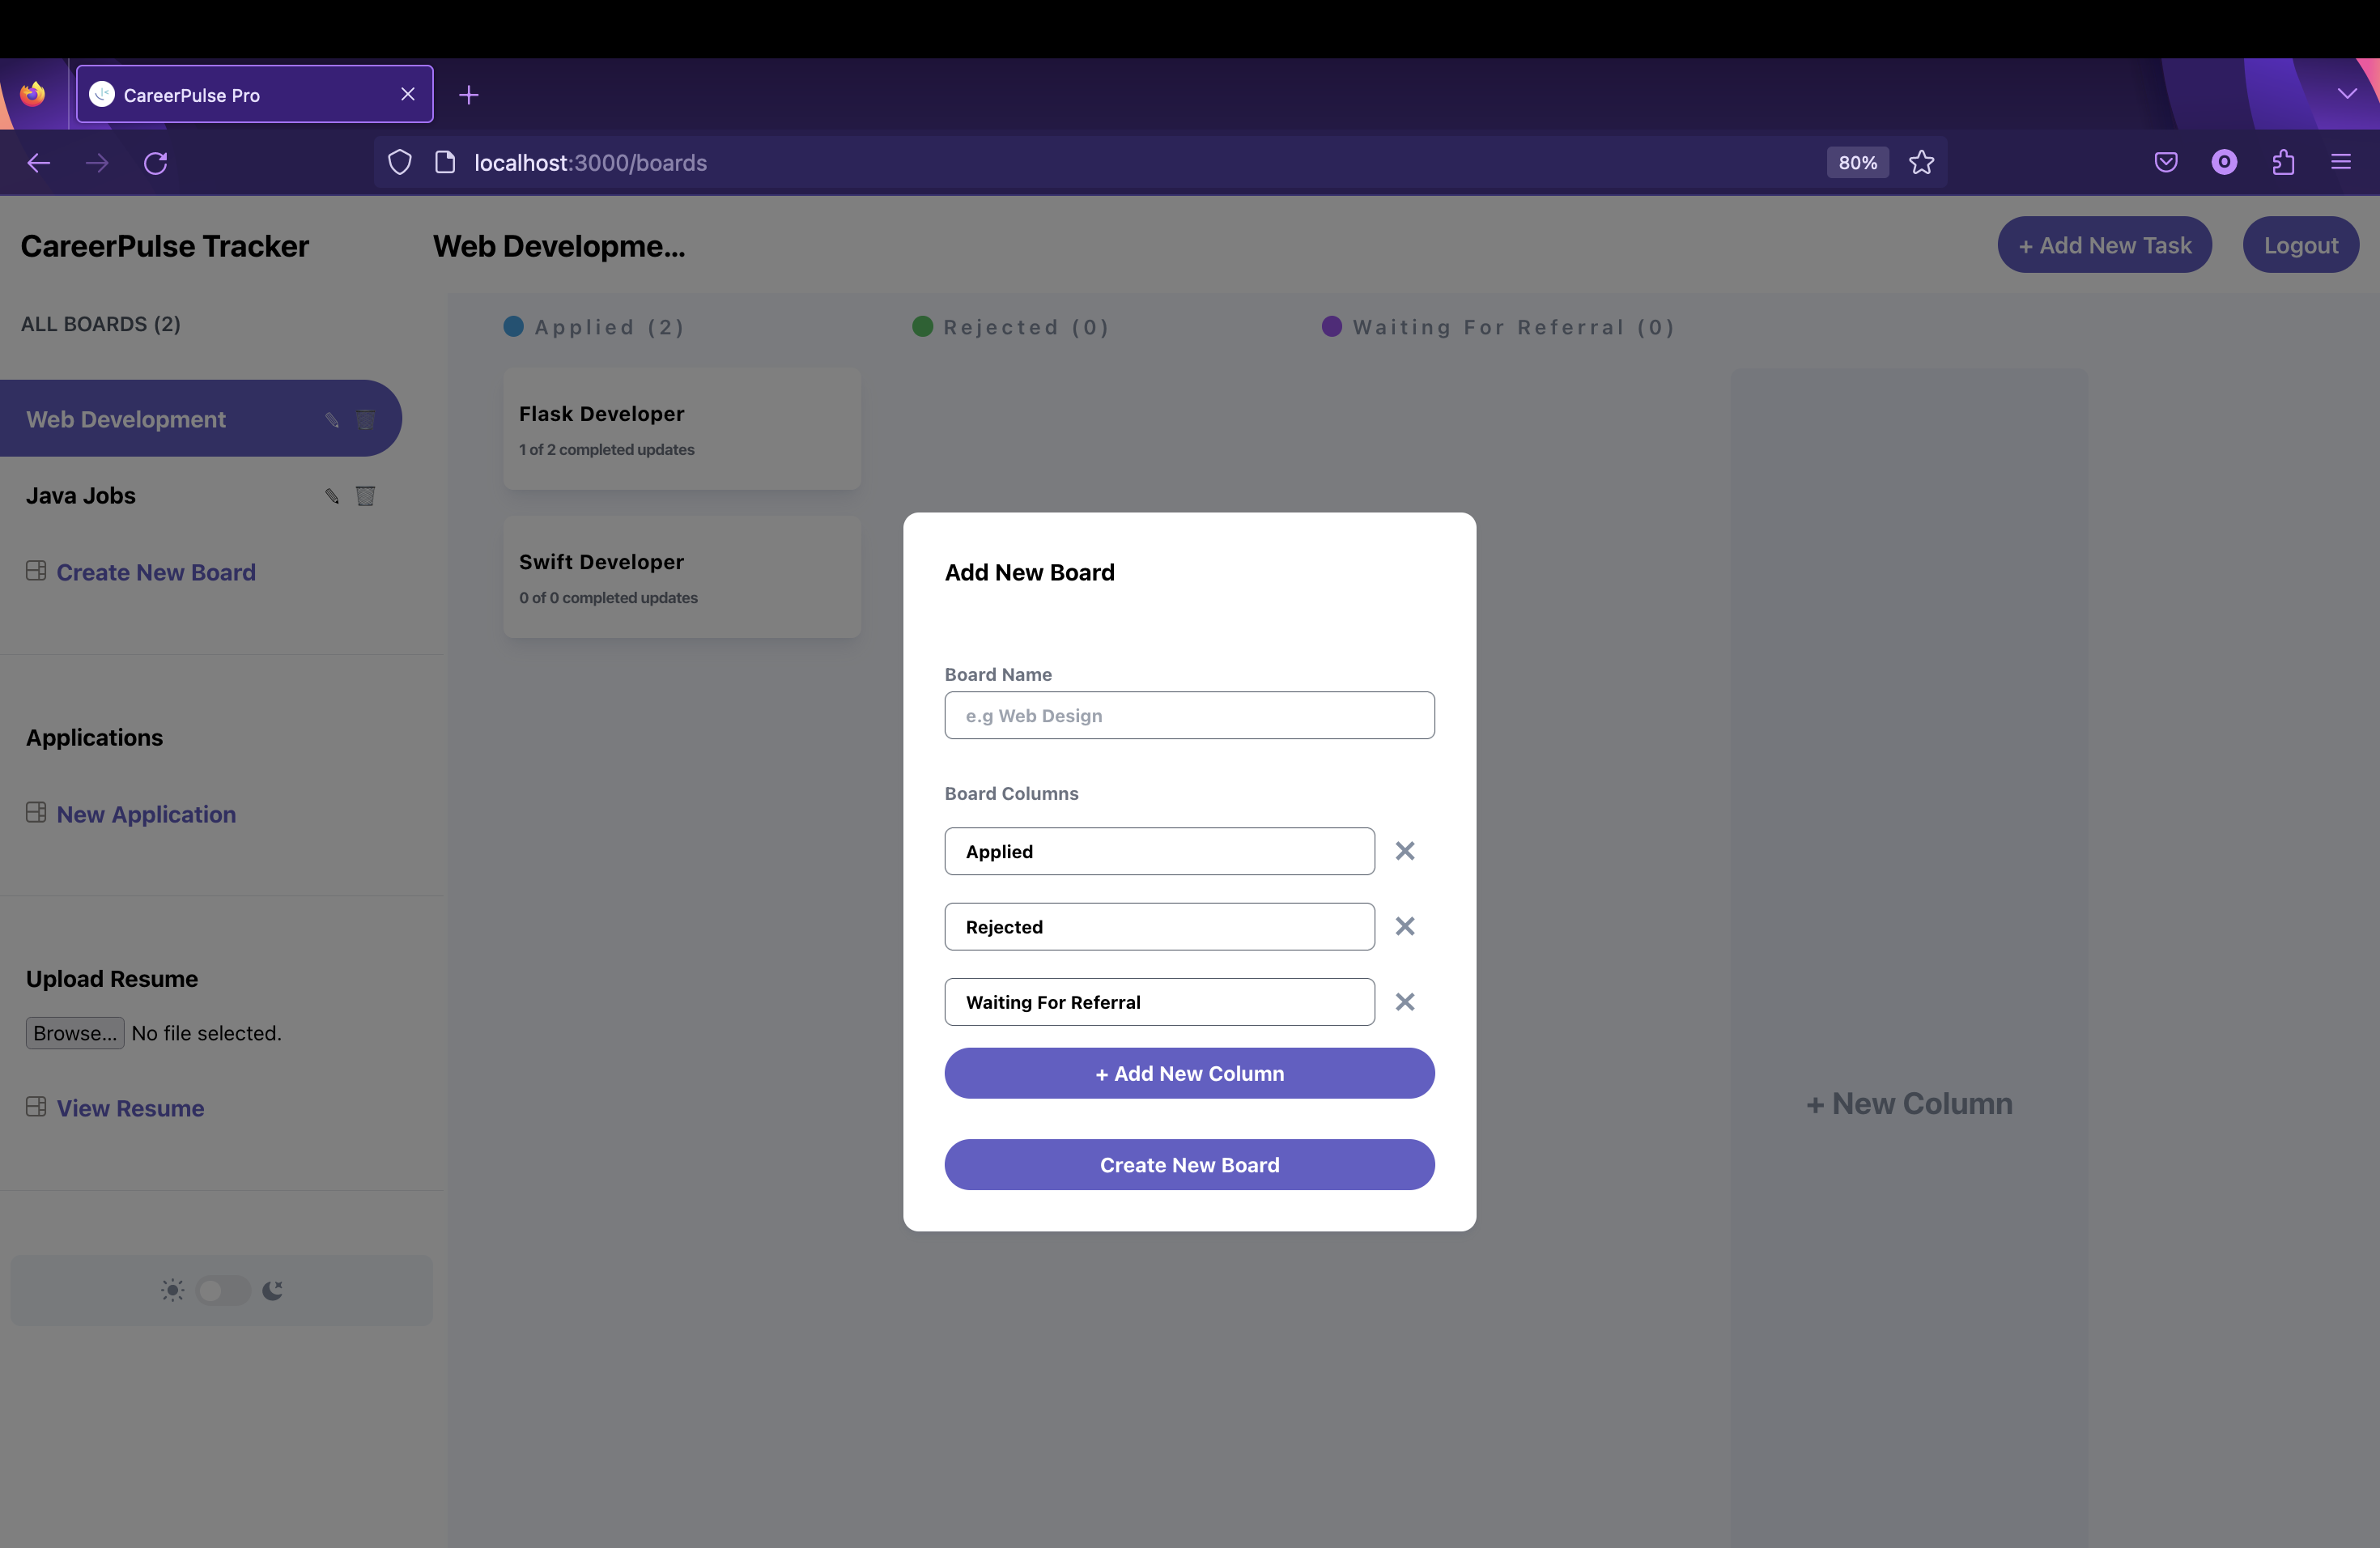 CareerPulse Pro
localhost:3000/boards
80%
CareerPulse Tracker
Web Developme...
+ Add New Task
Logout
ALL BOARDS (2)
Web Development
Java Jobs
Create New Board
Applications
New Application
Upload Resume
Browse... No file selected.
View Resume
Applied (2)
Flask Developer
1 of 2 completed updates
Swift Developer
0 of 0 completed updates
Rejected (0)
Waiting For Referral (0)
+ New Column
Add New Board
Board Name
e.g Web Design
Board Columns
Applied
Rejected
Waiting For Referral
+ Add New Column
Create New Board